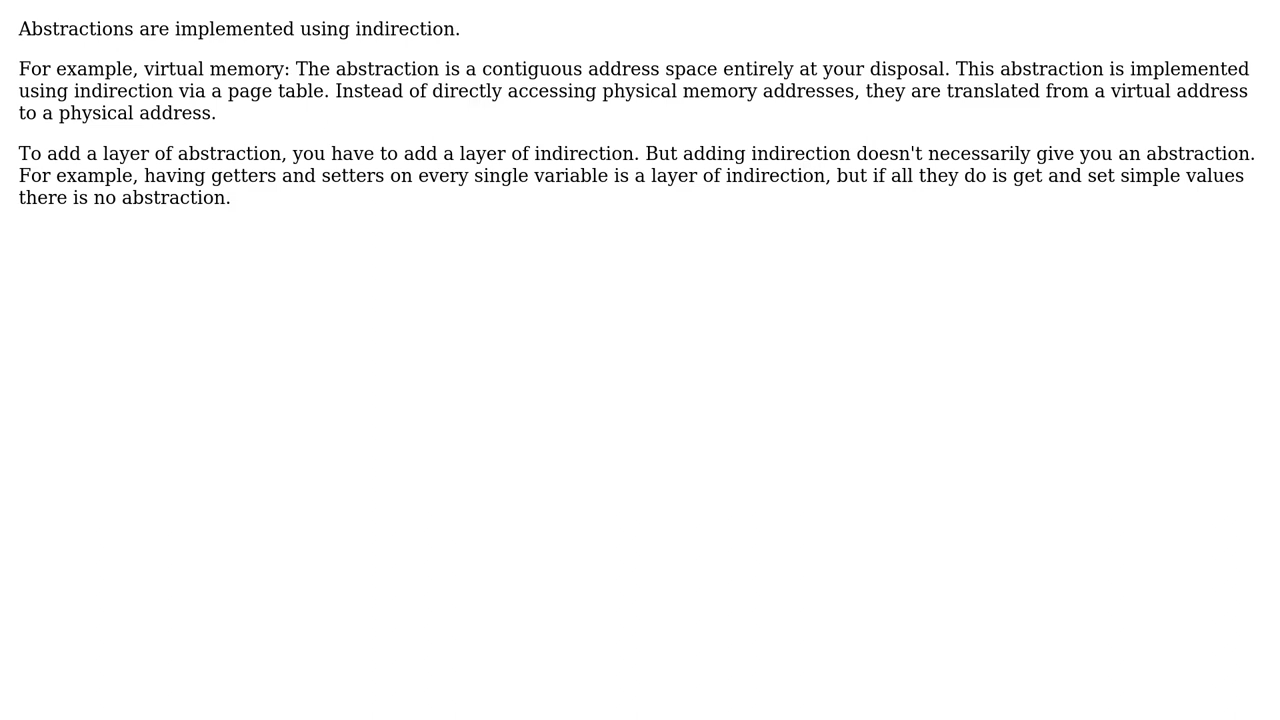 Abstractions are implemented using indirection.
For example, virtual memory: The abstraction is a contiguous address space entirely at your disposal. This abstraction is implemented
using indirection via a page table. Instead of directly accessing physical memory addresses, they are translated from a virtual address
to a physical address.
To add a layer of abstraction, you have to add a layer of indirection. But adding indirection doesn't necessarily give you an abstraction.
For example, having getters and setters on every single variable is a layer of indirection, but if all they do is get and set simple values
there is no abstraction.